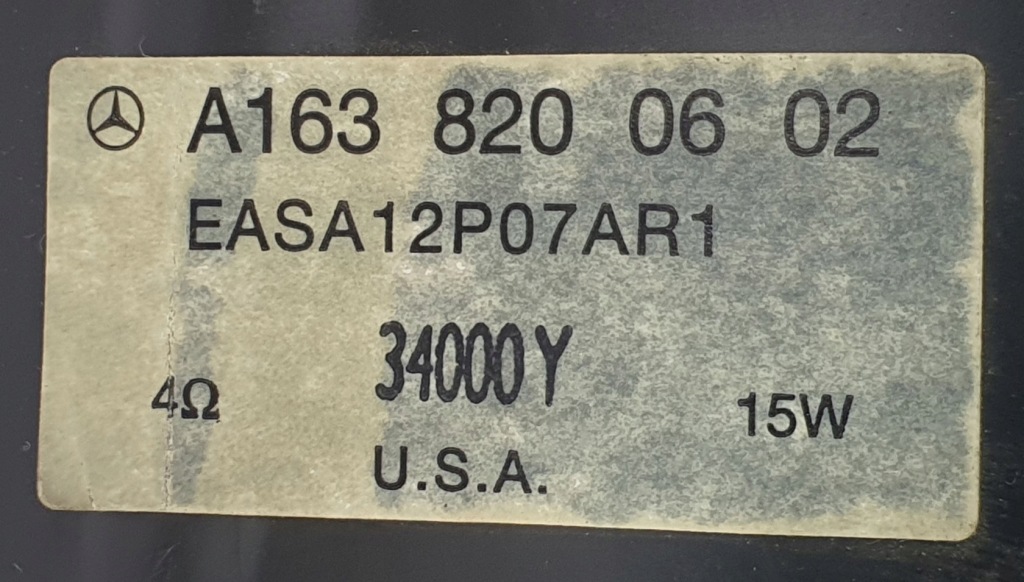 A163 820 06 02
EASA12P07AR1
34000Y
4Ω 15W
U.S.A.